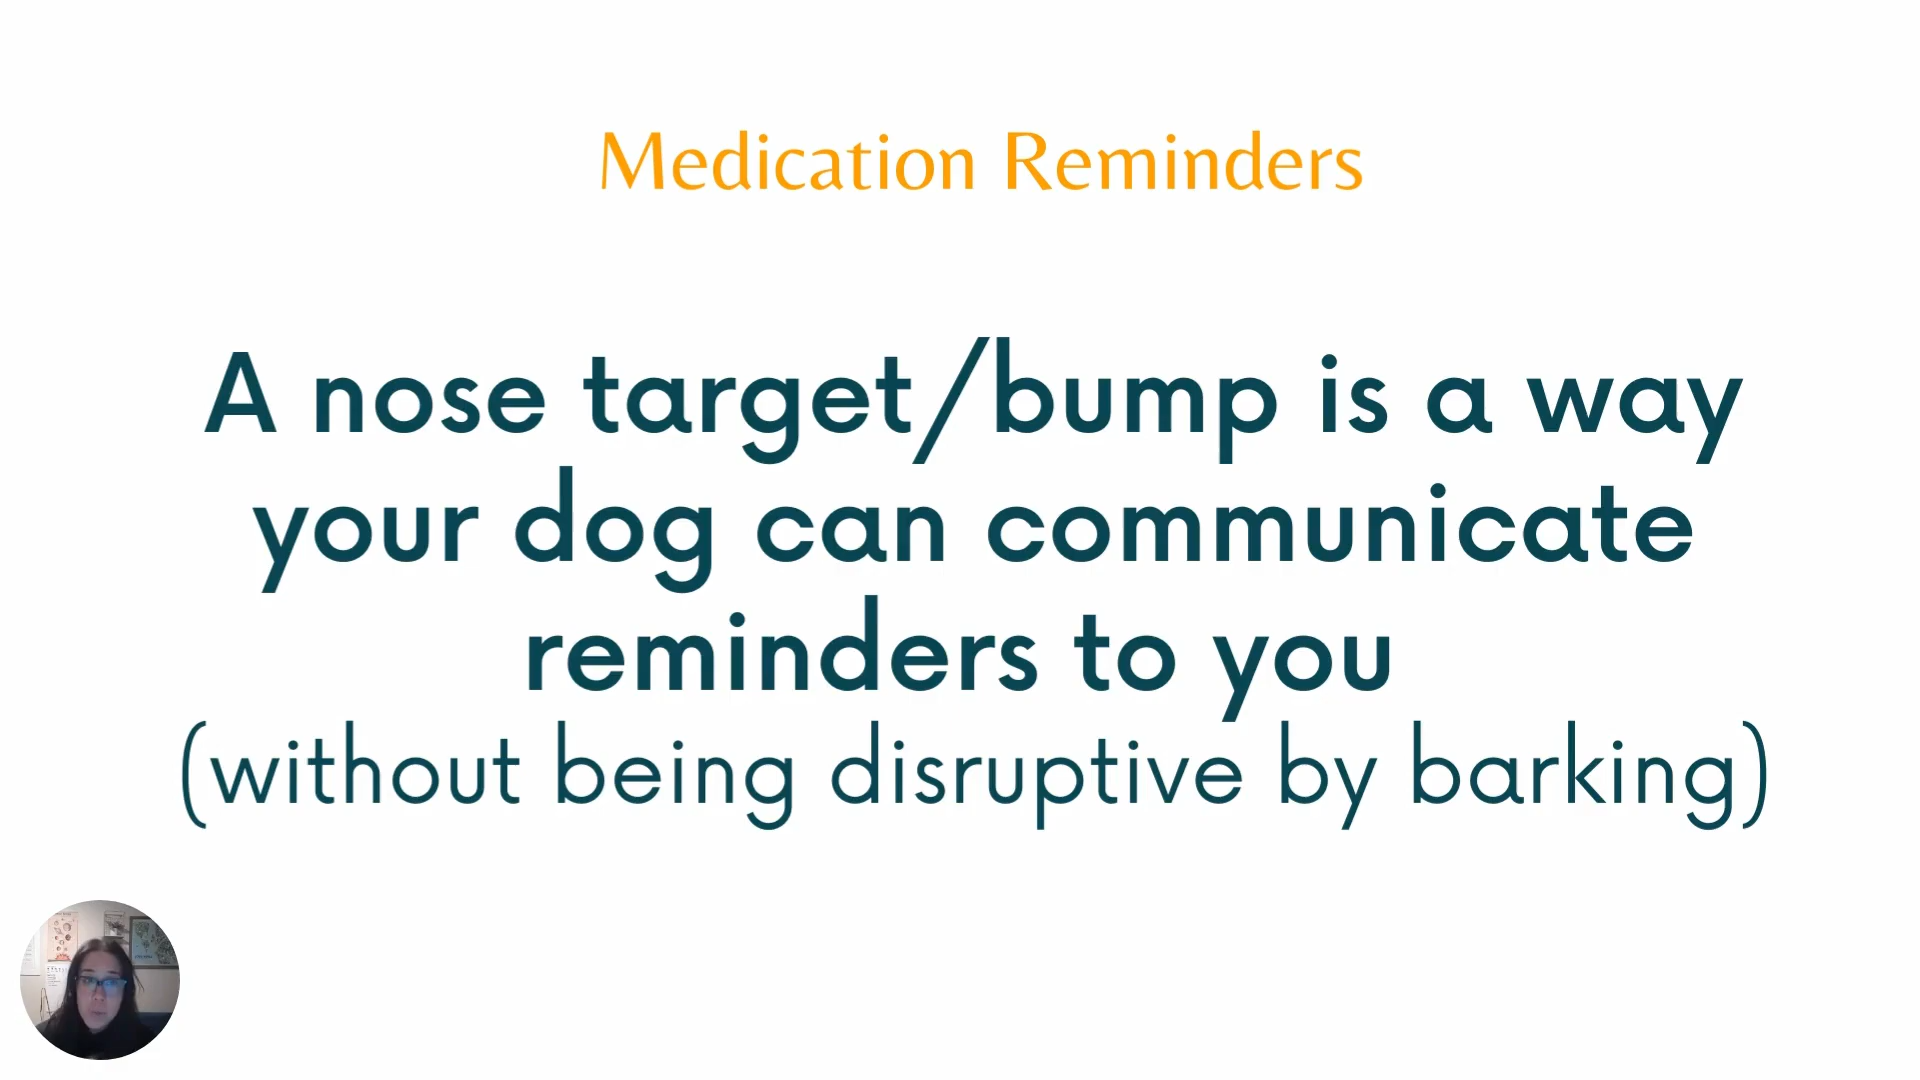 Medication Reminders
A nose target/bump is a way
your dog can communicate
reminders to you
(without being disruptive by barking)